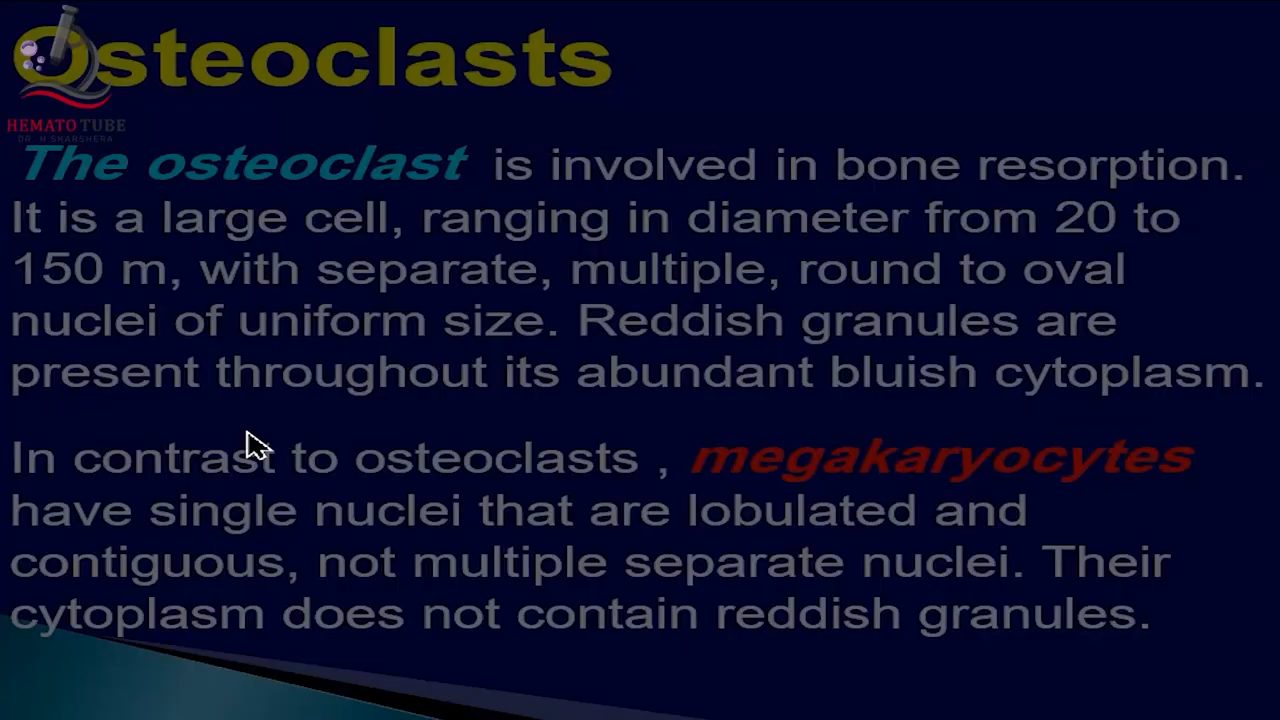 Osteoclasts
HEMATO TUBE
DR. H SHARSHERA
The osteoclast is involved in bone resorption.
It is a large cell, ranging in diameter from 20 to
150 m, with separate, multiple, round to oval
nuclei of uniform size. Reddish granules are
present throughout its abundant bluish cytoplasm.
In contrast to osteoclasts , megakaryocytes
have single nuclei that are lobulated and
contiguous, not multiple separate nuclei. Their
cytoplasm does not contain reddish granules.